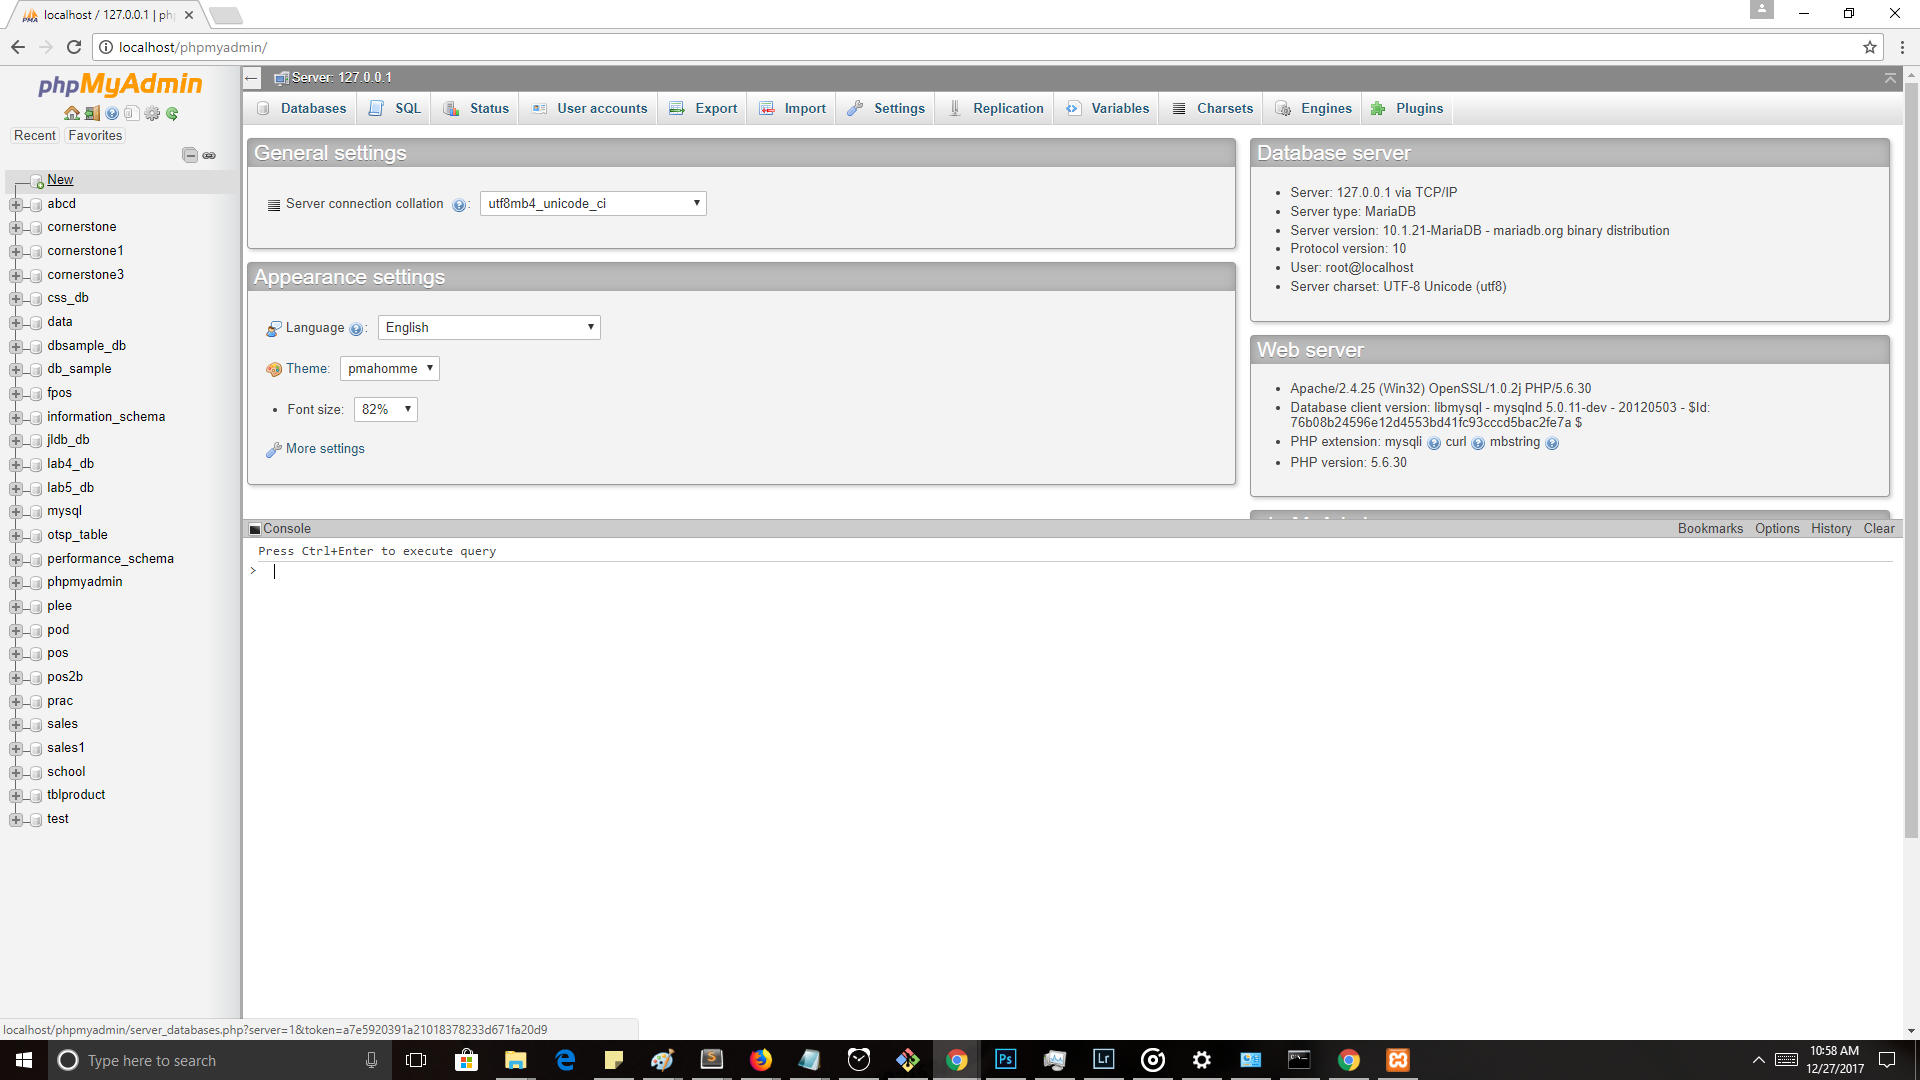 localhost / 127.0.0.1 | ph
localhost/phpmyadmin/
phpMyAdmin
Recent Favorites
New
abcd
cornerstone
cornerstone1
cornerstone3
css_db
data
dbsample_db
db_sample
fpos
information_schema
jldb_db
lab4_db
lab5_db
mysql
otsp_table
performance_schema
phpmyadmin
plee
pod
pos
pos2b
prac
sales
sales1
school
tblproduct
test
Server: 127.0.0.1
Databases SQL Status User accounts Export Import Settings Replication Variables Charsets Engines Plugins
General settings
Server connection collation : utf8mb4_unicode_ci
Appearance settings
Language : English
Theme: pmahomme
Font size: 82%
More settings
Database server
Server: 127.0.0.1 via TCP/IP
Server type: MariaDB
Server version: 10.1.21-MariaDB - mariadb.org binary distribution
Protocol version: 10
User: root@localhost
Server charset: UTF-8 Unicode (utf8)
Web server
Apache/2.4.25 (Win32) OpenSSL/1.0.2j PHP/5.6.30
Database client version: libmysql - mysqlnd 5.0.11-dev - 20120503 - $Id:
76b08b24596e12d4553bd41fc93cccd5bac2fe7a $
PHP extension: mysqli curl mbstring
PHP version: 5.6.30
Console
Bookmarks Options History Clear
Press Ctrl+Enter to execute query
>
localhost/phpmyadmin/server_databases.php?server=1&token=a7e5920391a21018378233d671fa20d9
Type here to search
Ps
Lr
10:58 AM
12/27/2017